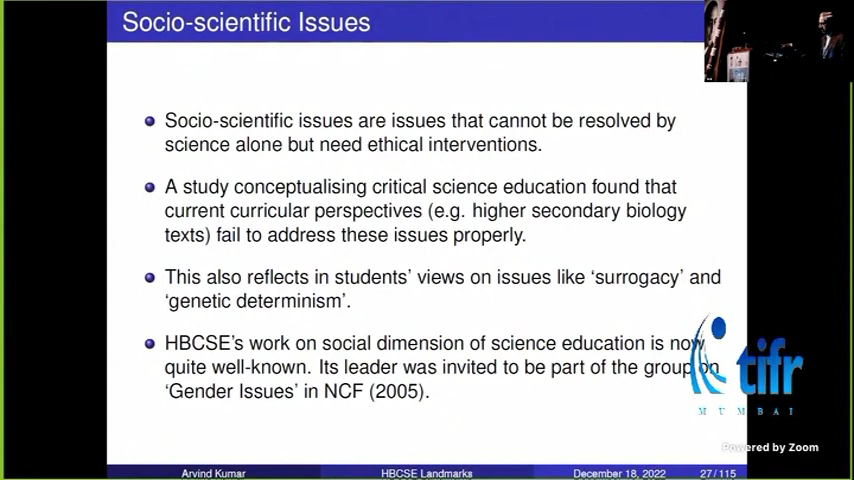 Socio-scientific Issues
Socio-scientific issues are issues that cannot be resolved by
science alone but need ethical interventions.
A study conceptualising critical science education found that
current curricular perspectives (e.g. higher secondary biology
texts) fail to address these issues properly.
This also reflects in students' views on issues like ‘surrogacy’ and
‘genetic determinism’.
HBCSE's work on social dimension of science education is now
quite well-known. Its leader was invited to be part of the group on
‘Gender Issues’ in NCF (2005).
tifr
MUMBAI
Powered by Zoom
Arvind Kumar HBCSE Landmarks December 18, 2022 27/115